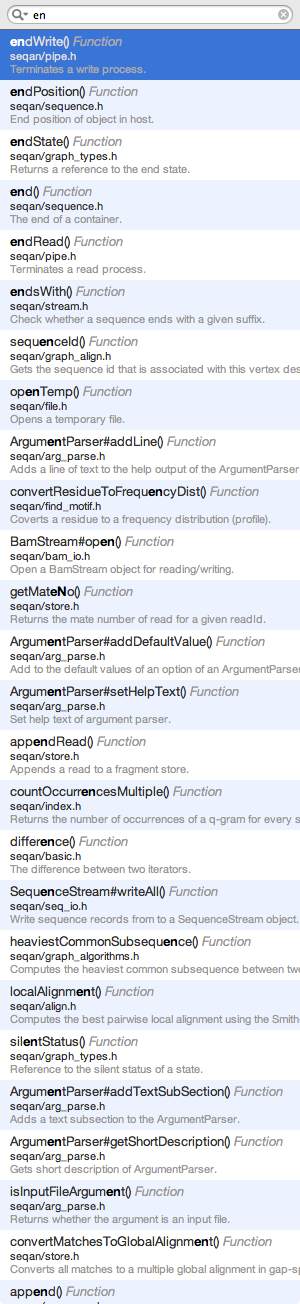 en
endWrite() Function
seqan/pipe.h
Terminates a write process.
endPosition() Function
seqan/sequence.h
End position of object in host.
endState() Function
seqan/graph_types.h
Returns a reference to the end state.
end() Function
seqan/sequence.h
The end of a container.
endRead() Function
seqan/pipe.h
Terminates a read process.
endsWith() Function
seqan/stream.h
Check whether a sequence ends with a given suffix.
sequenceId() Function
seqan/graph_align.h
Gets the sequence id that is associated with this vertex des
openTemp() Function
seqan/file.h
Opens a temporary file.
ArgumentParser#addLine() Function
seqan/arg_parse.h
Adds a line of text to the help output of the ArgumentParser
convertResidueToFrequencyDist() Function
seqan/find_motif.h
Coverts a residue to a frequency distribution (profile).
BamStream#open() Function
seqan/bam_io.h
Open a BamStream object for reading/writing.
getMateNo() Function
seqan/store.h
Returns the mate number of read for a given readId.
ArgumentParser#addDefaultValue() Function
seqan/arg_parse.h
Add to the default values of an option of an ArgumentParser
ArgumentParser#setHelpText() Function
seqan/arg_parse.h
Set help text of argument parser.
appendRead() Function
seqan/store.h
Appends a read to a fragment store.
countOccurrencesMultiple() Function
seqan/index.h
Returns the number of occurrences of a q-gram for every s
difference() Function
seqan/basic.h
The difference between two iterators.
SequenceStream#writeAll() Function
seqan/seq_io.h
Write sequence records from to a SequenceStream object.
heaviestCommonSubsequence() Function
seqan/graph_algorithms.h
Computes the heaviest common subsequence between tw
localAlignment() Function
seqan/align.h
Computes the best pairwise local alignment using the Smith
silentStatus() Function
seqan/graph_types.h
Reference to the silent status of a state.
ArgumentParser#addTextSubSection() Function
seqan/arg_parse.h
Adds a text subsection to the ArgumentParser.
ArgumentParser#getShortDescription() Function
seqan/arg_parse.h
Gets short description of ArgumentParser.
isInputFileArgument() Function
seqan/arg_parse.h
Returns whether the argument is an input file.
convertMatchesToGlobalAlignment() Function
seqan/store.h
Converts all matches to a multiple global alignment in gap-sp
append() Function